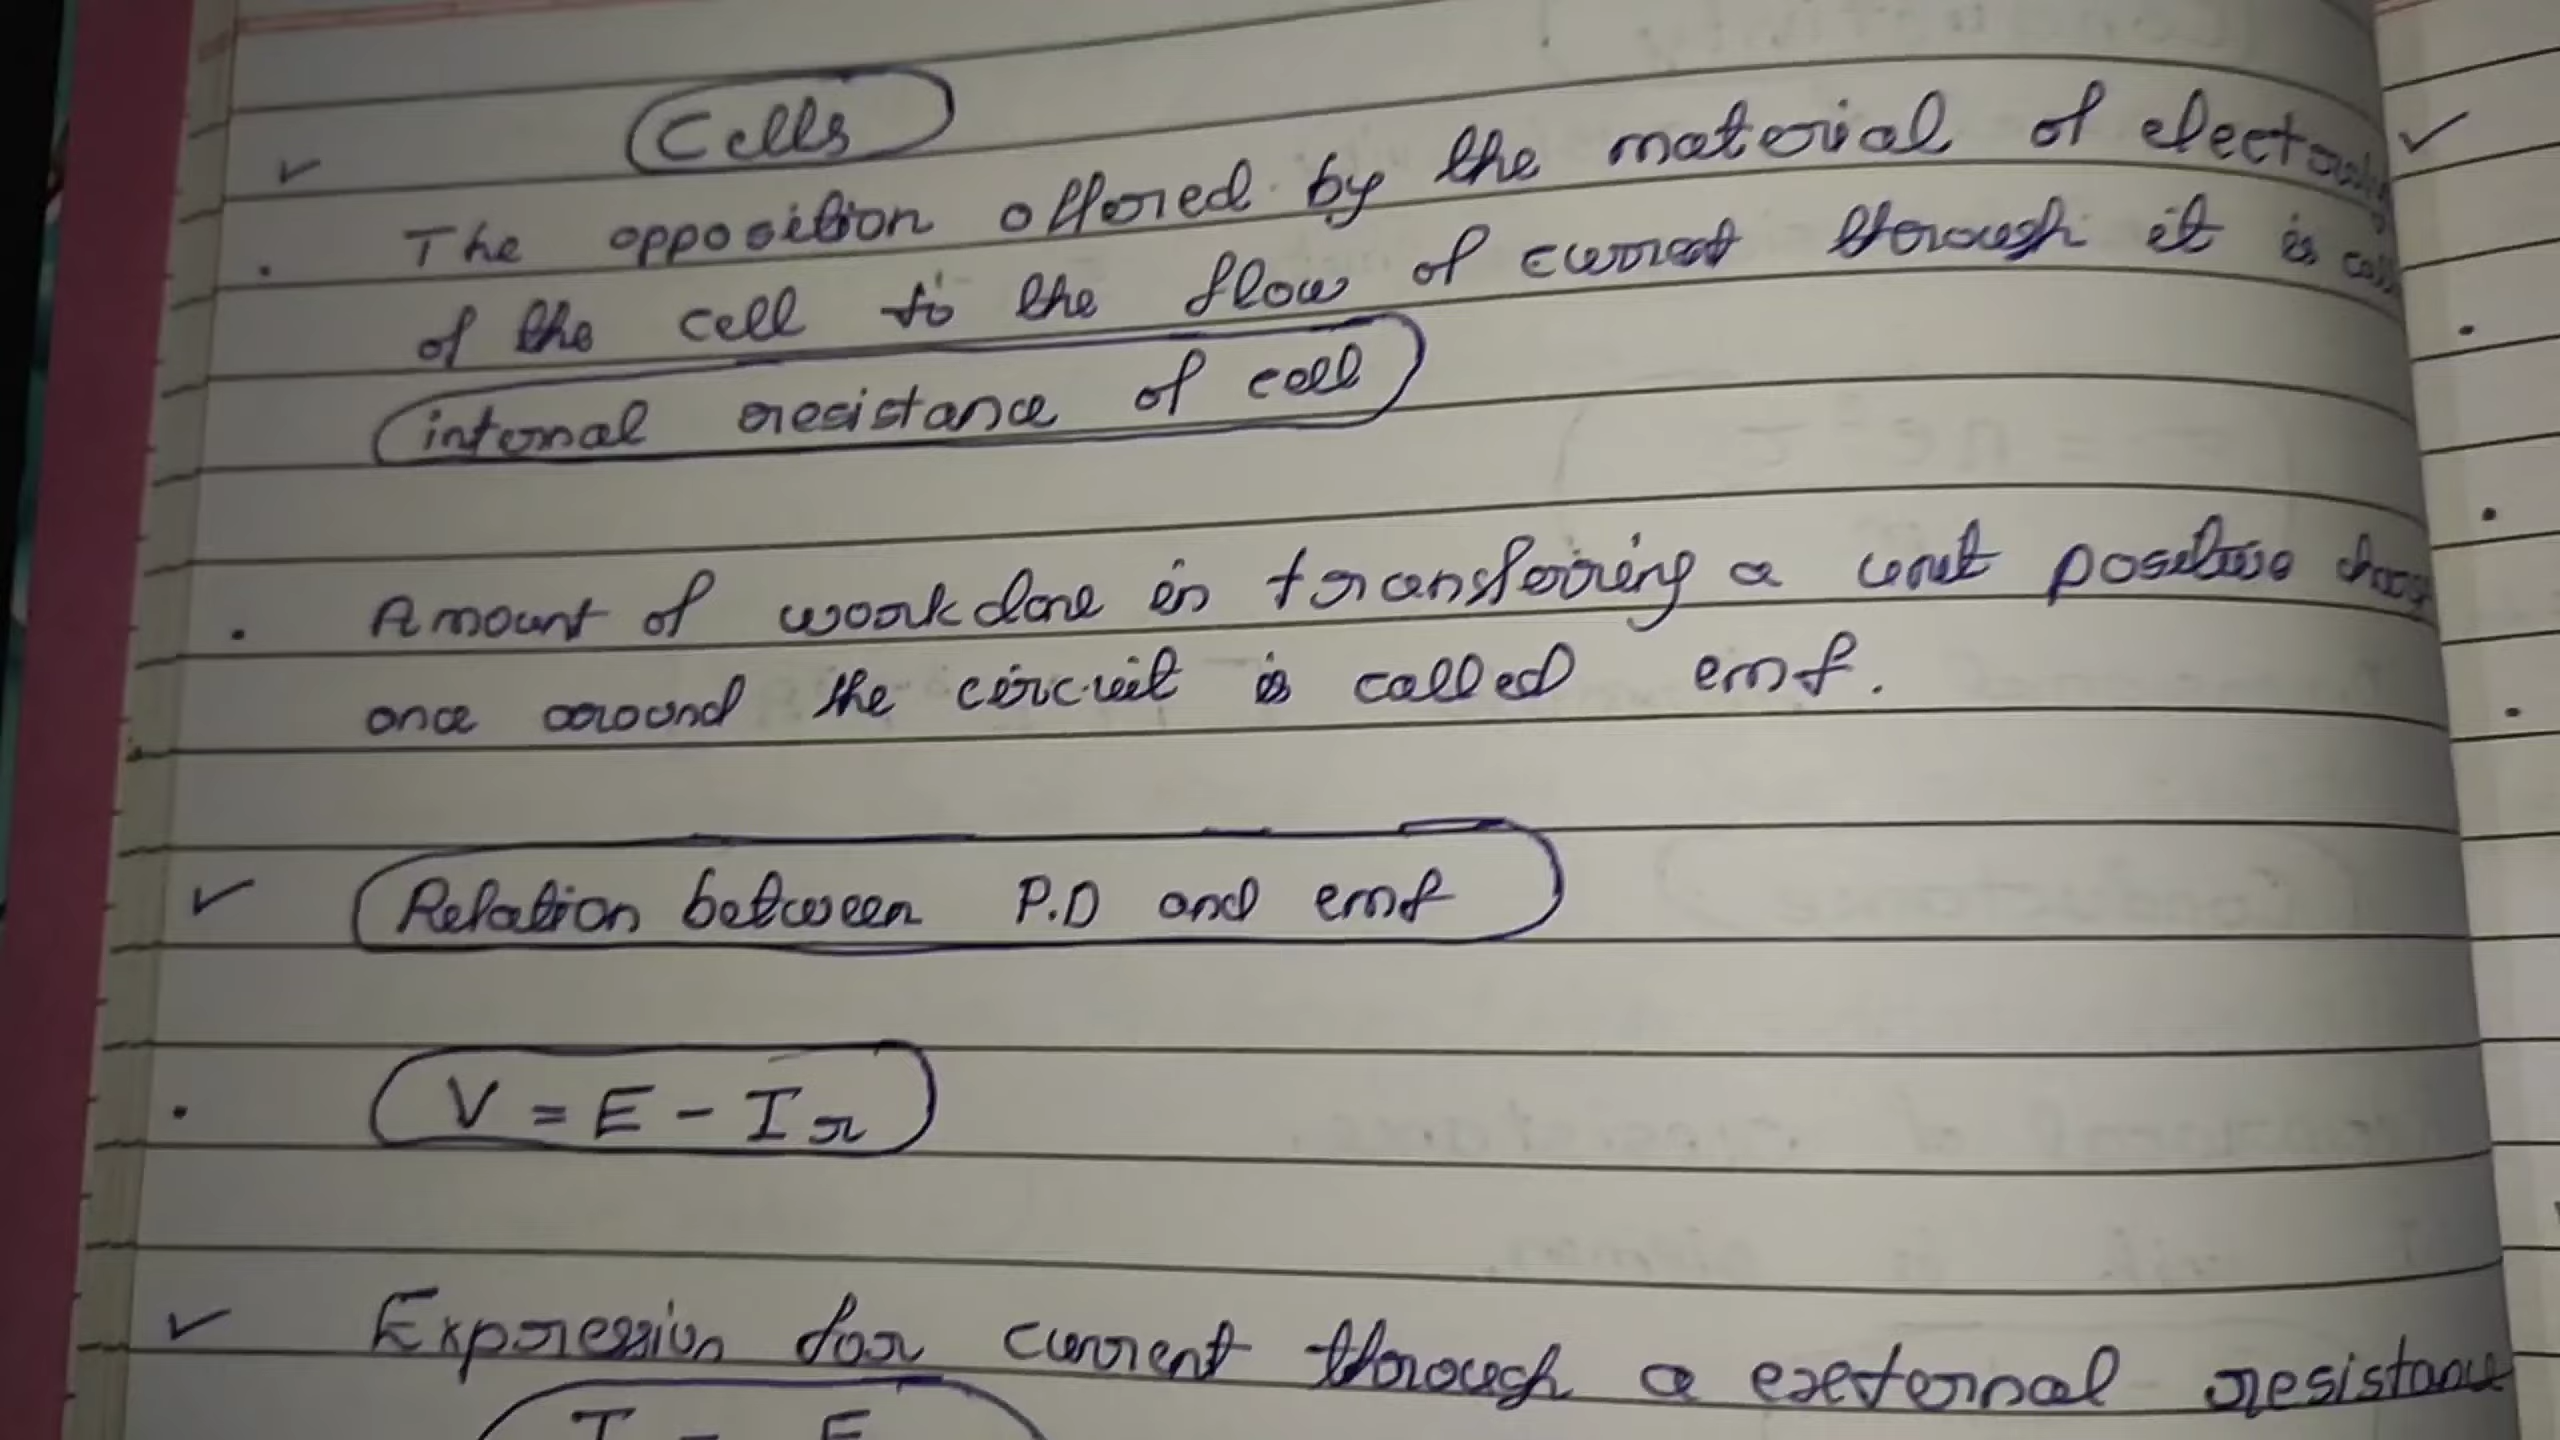 Cells
The opposition offered by the material of
of the cell to the flow of current through it is
internal resistance of cell
Amount of work done in transferring a unit positive
once around the circuit is called emf.
Relation between P.D and emf
V = E - Ir
Expression for current through a external resistance
I = E